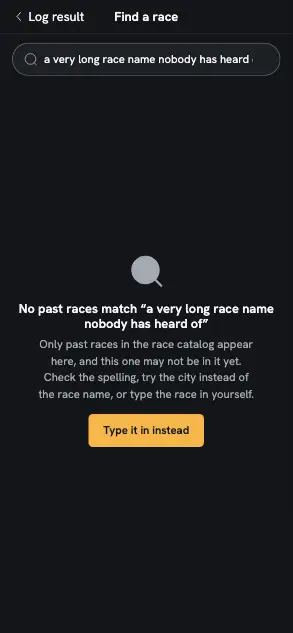 Log result
Find a race
a very long race name nobody has heard
No past races match “a very long race name
nobody has heard of”
Only past races in the race catalog appear
here, and this one may not be in it yet.
Check the spelling, try the city instead of
the race name, or type the race in yourself.
Type it in instead